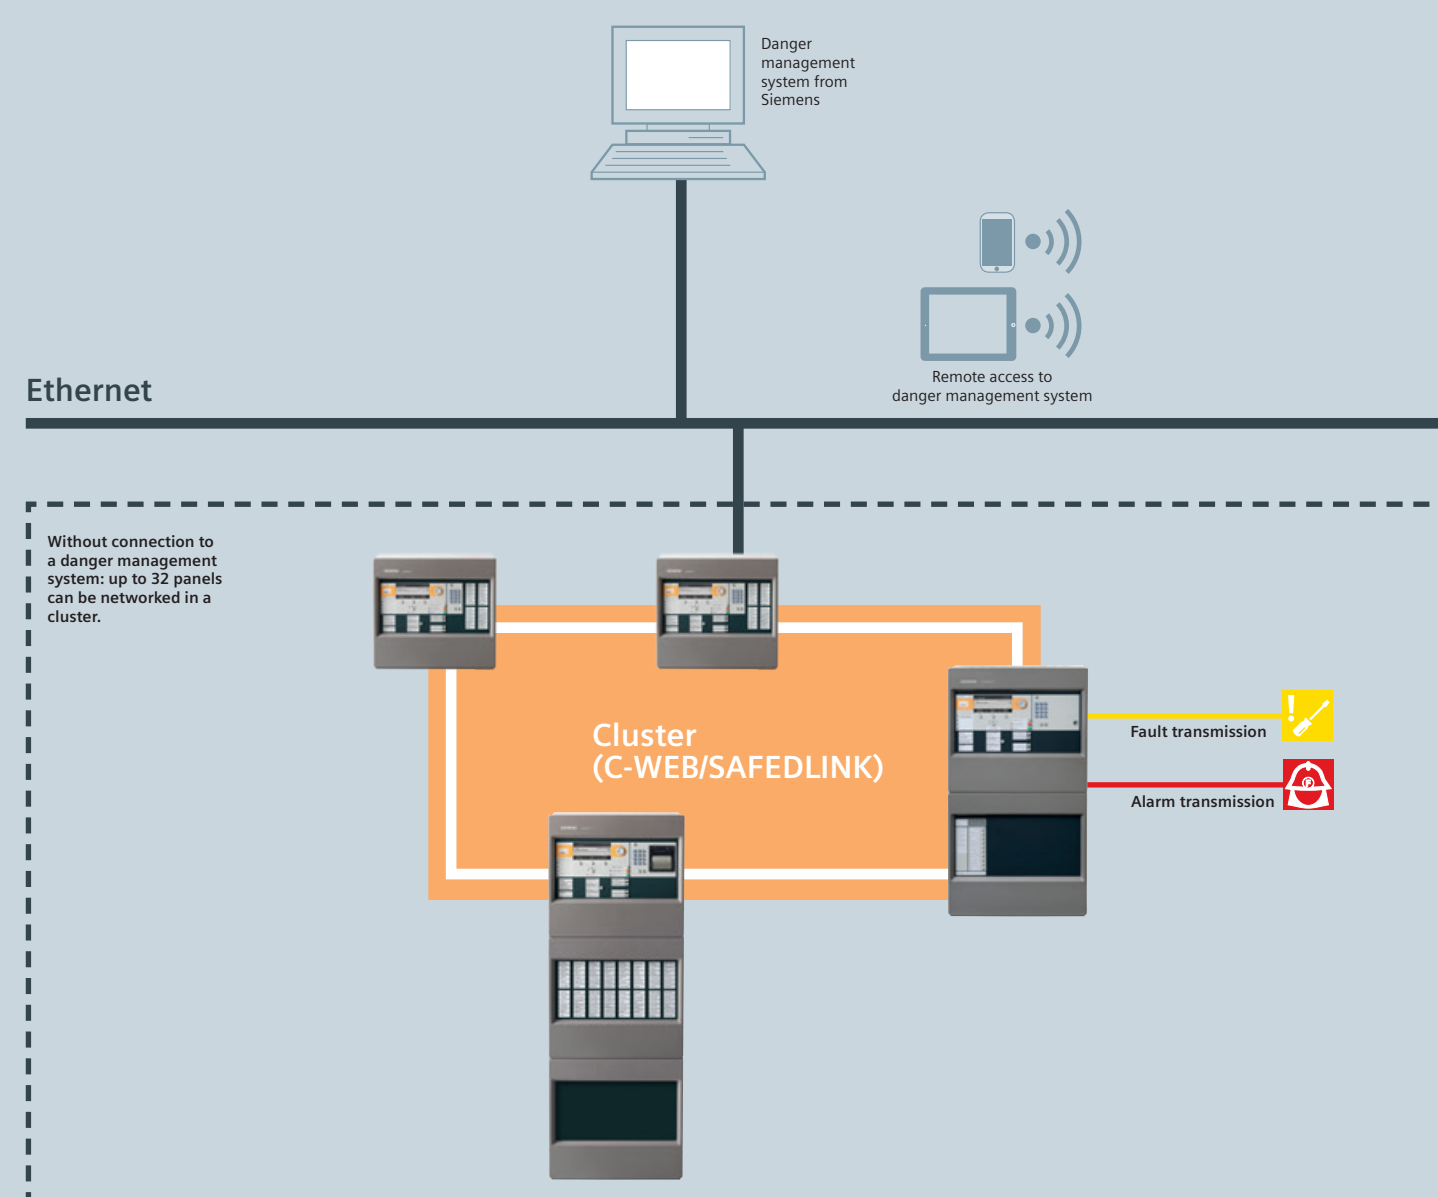 Danger
management
system from
Siemens
Remote access to
danger management system
Ethernet
Without connection to
a danger management
system: up to 32 panels
can be networked in a
cluster.
Cluster
(C-WEB/SAFEDLINK)
Fault transmission
Alarm transmission